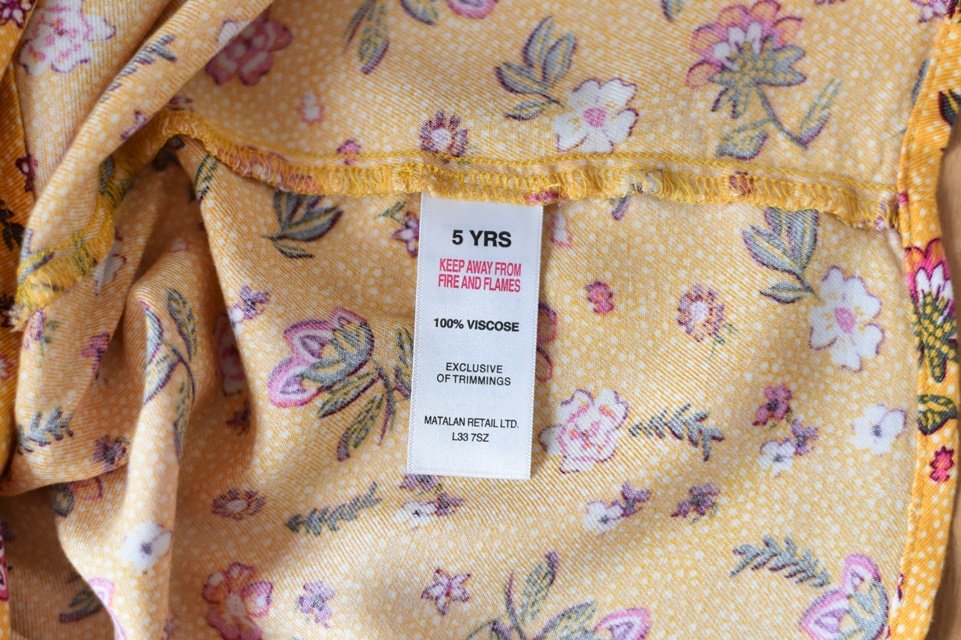 5 YRS
KEEP AWAY FROM
FIRE AND FLAMES
100% VISCOSE
EXCLUSIVE
OF TRIMMINGS
MATALAN RETAIL LTD.
L33 7SZ